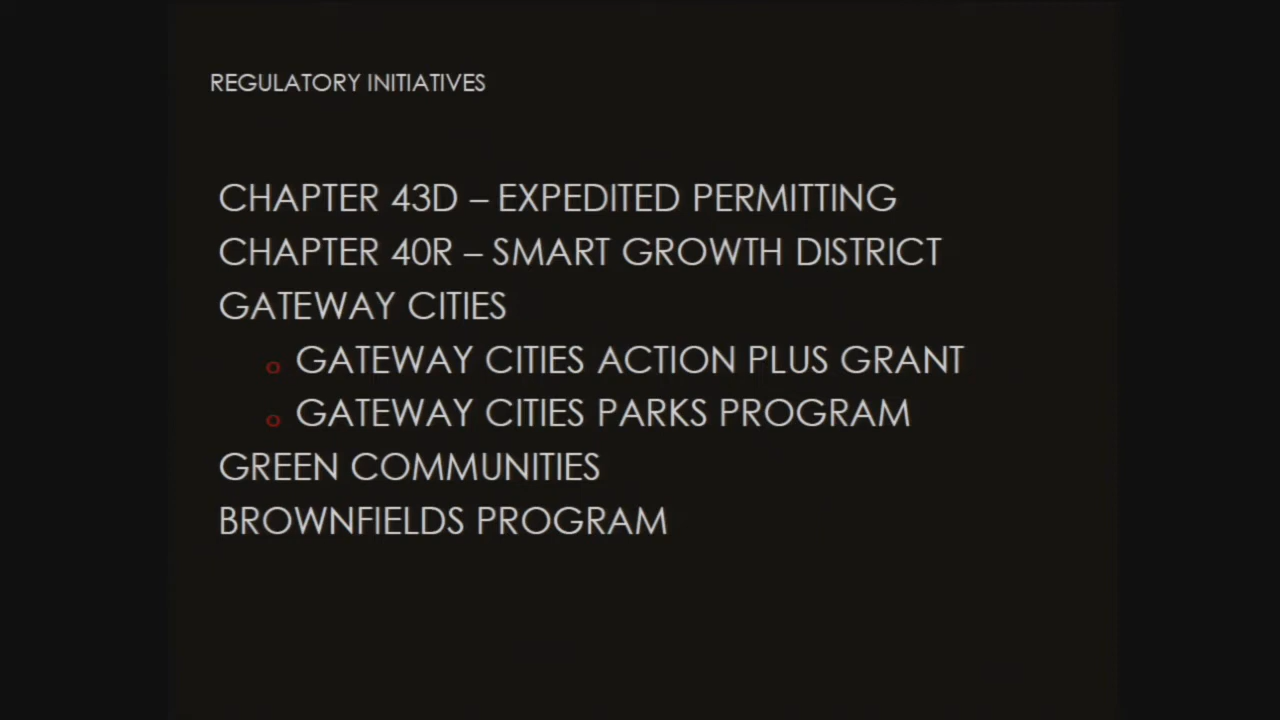 REGULATORY INITIATIVES
CHAPTER 43D – EXPEDITED PERMITTING
CHAPTER 40R – SMART GROWTH DISTRICT
GATEWAY CITIES
o GATEWAY CITIES ACTION PLUS GRANT
o GATEWAY CITIES PARKS PROGRAM
GREEN COMMUNITIES
BROWNFIELDS PROGRAM